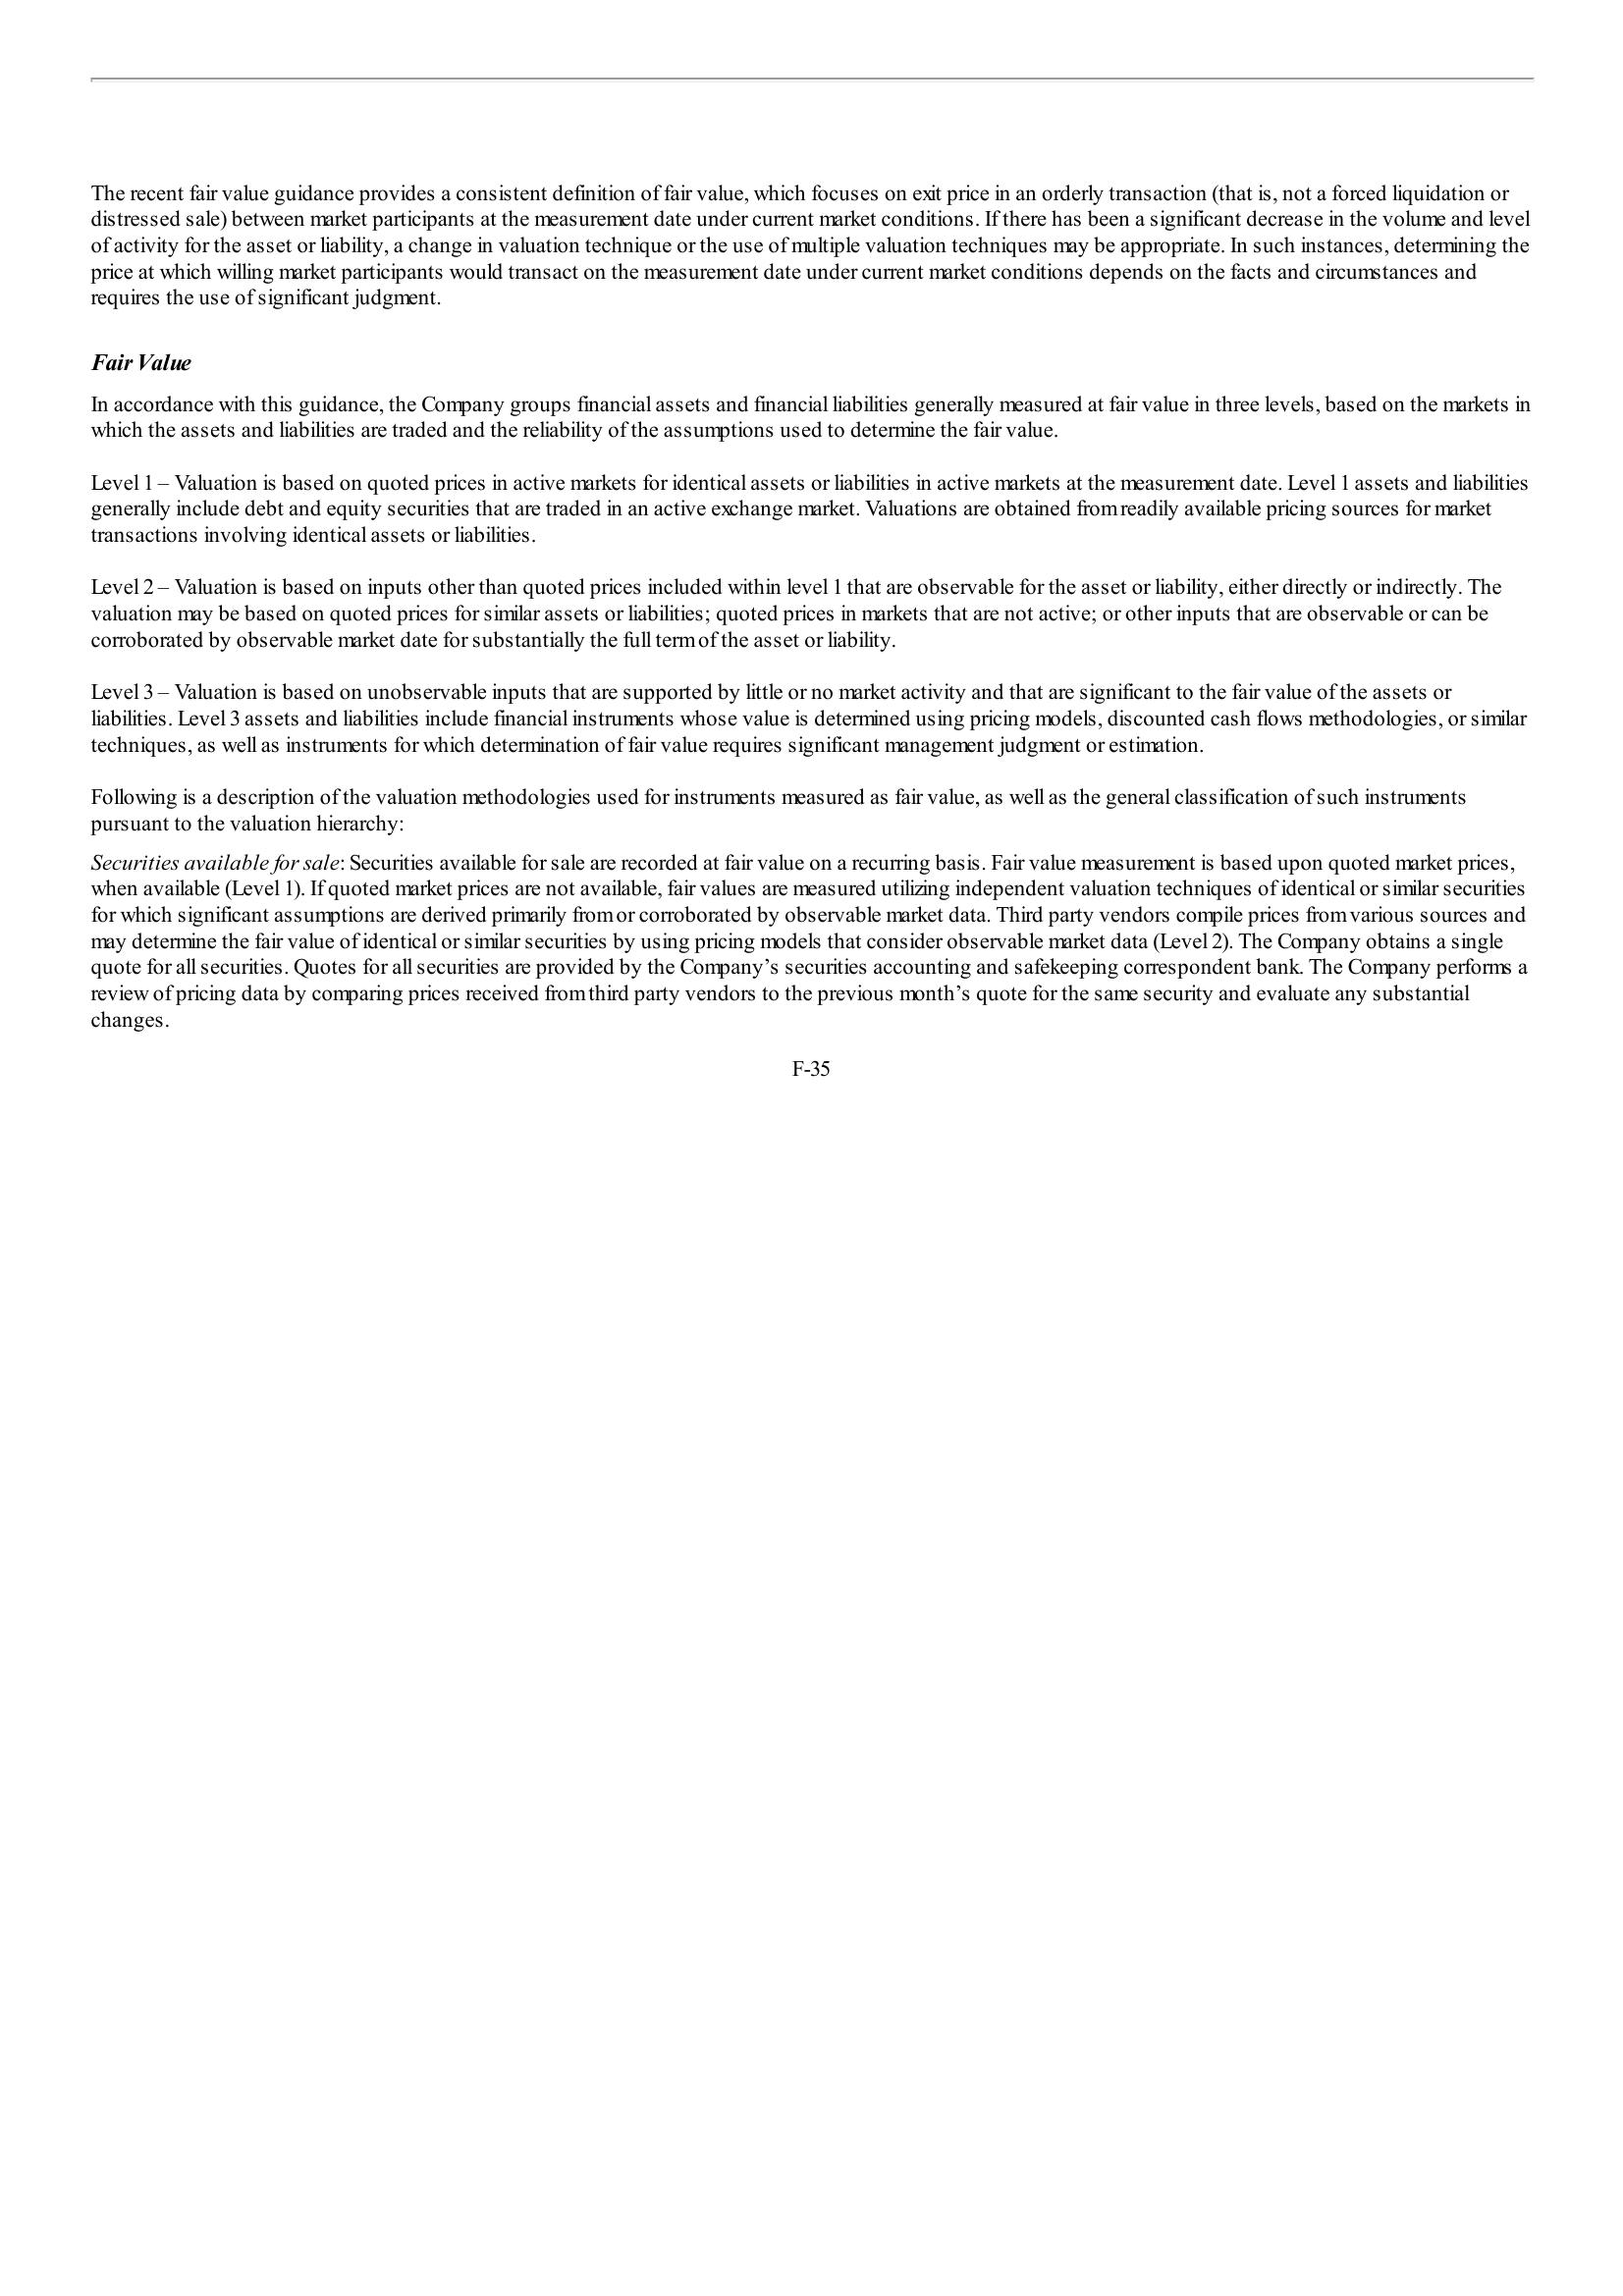 The recent fair value guidance provides a consistent definition of fair value, which focuses on exit price in an orderly transaction (that is, not a forced liquidation or
distressed sale) between market participants at the measurement date under current market conditions. If there has been a significant decrease in the volume and level
of activity for the asset or liability, a change in valuation technique or the use of multiple valuation techniques may be appropriate. In such instances, determining the
price at which willing market participants would transact on the measurement date under current market conditions depends on the facts and circumstances and
requires the use of significant judgment.
Fair Value
In accordance with this guidance, the Company groups financial assets and financial liabilities generally measured at fair value in three levels, based on the markets in
which the assets and liabilities are traded and the reliability of the assumptions used to determine the fair value.
Level 1 – Valuation is based on quoted prices in active markets for identical assets or liabilities in active markets at the measurement date. Level 1 assets and liabilities
generally include debt and equity securities that are traded in an active exchange market. Valuations are obtained from readily available pricing sources for market
transactions involving identical assets or liabilities.
Level 2 – Valuation is based on inputs other than quoted prices included within level 1 that are observable for the asset or liability, either directly or indirectly. The
valuation may be based on quoted prices for similar assets or liabilities; quoted prices in markets that are not active; or other inputs that are observable or can be
corroborated by observable market date for substantially the full term of the asset or liability.
Level 3 – Valuation is based on unobservable inputs that are supported by little or no market activity and that are significant to the fair value of the assets or
liabilities. Level 3 assets and liabilities include financial instruments whose value is determined using pricing models, discounted cash flows methodologies, or similar
techniques, as well as instruments for which determination of fair value requires significant management judgment or estimation.
Following is a description of the valuation methodologies used for instruments measured as fair value, as well as the general classification of such instruments
pursuant to the valuation hierarchy:
Securities available for sale: Securities available for sale are recorded at fair value on a recurring basis. Fair value measurement is based upon quoted market prices,
when available (Level 1). If quoted market prices are not available, fair values are measured utilizing independent valuation techniques of identical or similar securities
for which significant assumptions are derived primarily from or corroborated by observable market data. Third party vendors compile prices from various sources and
may determine the fair value of identical or similar securities by using pricing models that consider observable market data (Level 2). The Company obtains a single
quote for all securities. Quotes for all securities are provided by the Company’s securities accounting and safekeeping correspondent bank. The Company performs a
review of pricing data by comparing prices received from third party vendors to the previous month’s quote for the same security and evaluate any substantial
changes.
F-35